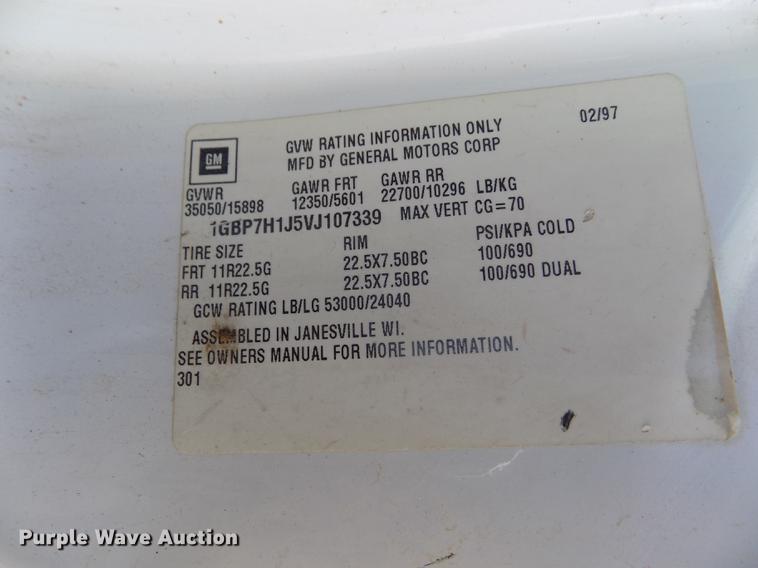 02/97
GM
GVW RATING INFORMATION ONLY
MFD BY GENERAL MOTORS CORP
GVWR GAWR FRT GAWR RR
35050/15898 12350/5601 22700/10296 LB/KG
1GBP7H1J5VJ107339 MAX VERT CG=70
TIRE SIZE RIM PSI/KPA COLD
FRT 11R22.5G 22.5X7.50BC 100/690
RR 11R22.5G 22.5X7.50BC 100/690 DUAL
GCW RATING LB/LG 53000/24040
ASSEMBLED IN JANESVILLE WI.
SEE OWNERS MANUAL FOR MORE INFORMATION.
301
Purple Wave Auction